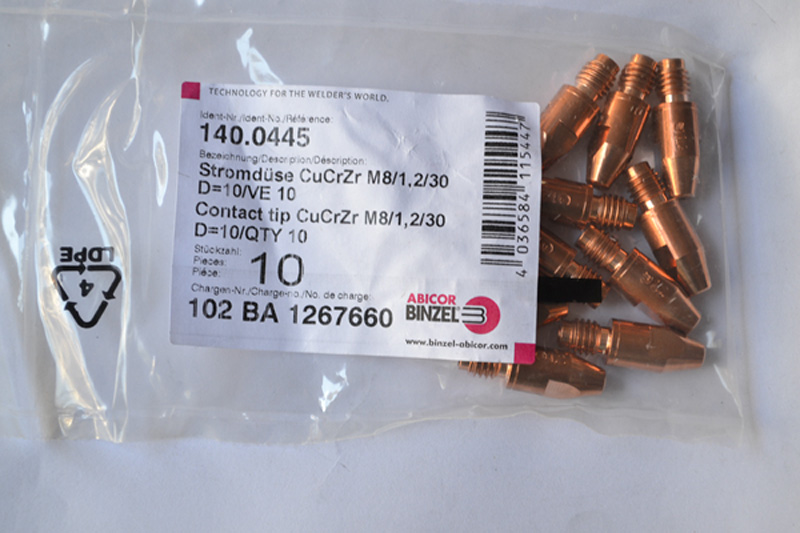 TECHNOLOGY FOR THE WELDER'S WORLD.
Ident-Nr./Ident-No./Référence:
140.0445
Bezeichnung/Description/Déscription:
Stromdüse CuCrZr M8/1,2/30
D=10/VE 10
Contact tip CuCrZr M8/1,2/30
D=10/QTY 10
Stückzahl:
Pieces:
Pièce:
10
Chargen-Nr./Charge-no./No. de charge:
102 BA 1267660
ABICOR
BINZEL®
www.binzel-abicor.com
4 036584 115447
LDPE
4